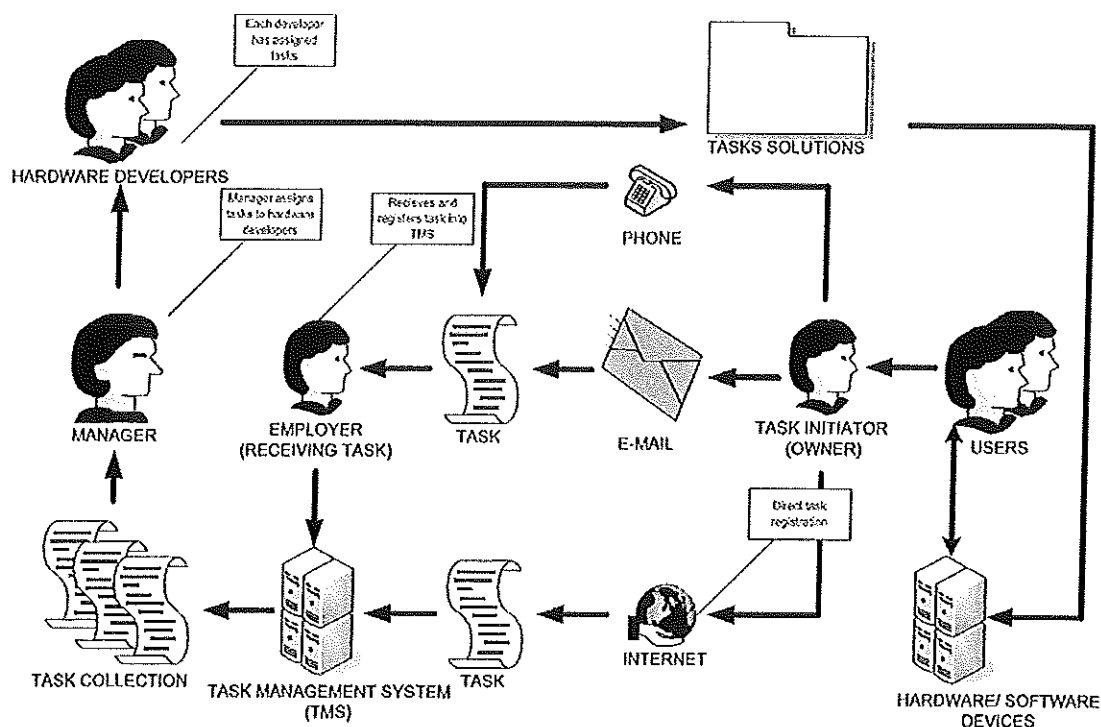 Each developer
has assigned
tasks
TASKS SOLUTIONS
HARDWARE DEVELOPERS
Manager assigns
tasks to hardware
developers
Recieves and
registers task into
TMS
PHONE
MANAGER
EMPLOYER
(RECEIVING TASK)
TASK
E-MAIL
TASK INITIATOR
(OWNER)
USERS
Direct task
registration
TASK COLLECTION
TASK MANAGEMENT SYSTEM
(TMS)
TASK
INTERNET
HARDWARE/ SOFTWARE
DEVICES